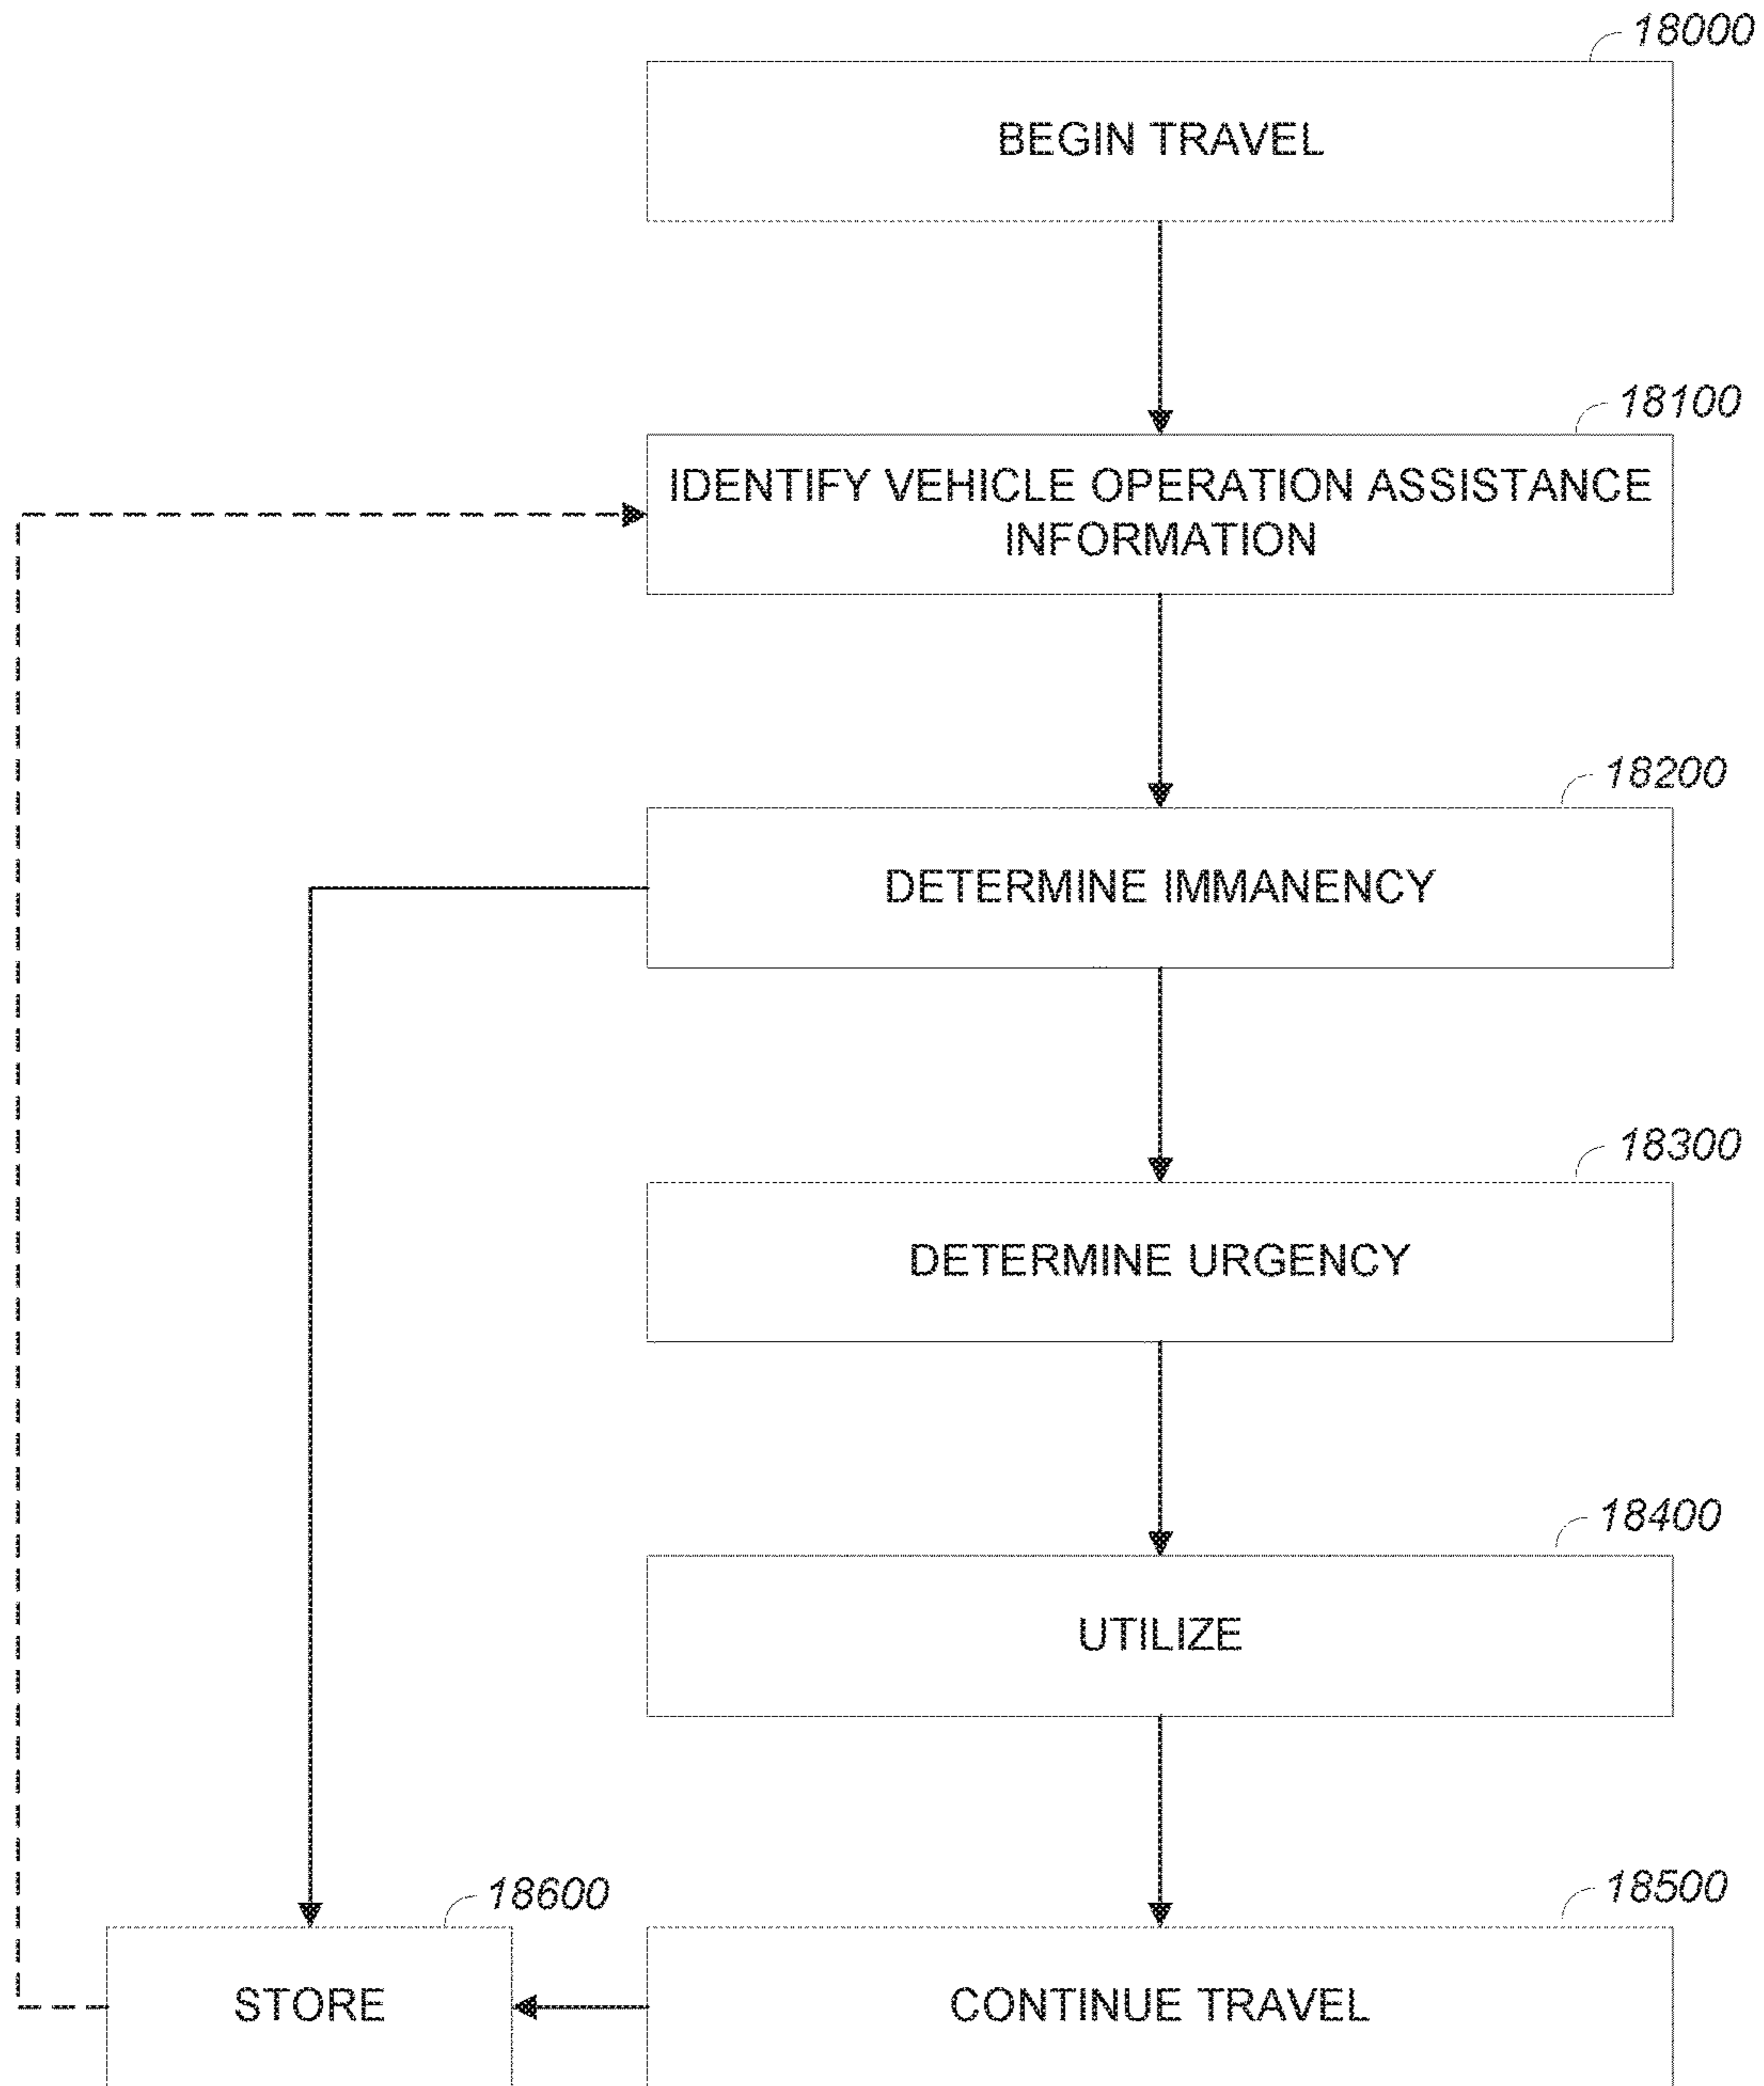 18000
BEGIN TRAVEL
18100
IDENTIFY VEHICLE OPERATION ASSISTANCE
INFORMATION
18200
DETERMINE IMMANENCY
18300
DETERMINE URGENCY
18400
UTILIZE
18600
STORE
18500
CONTINUE TRAVEL